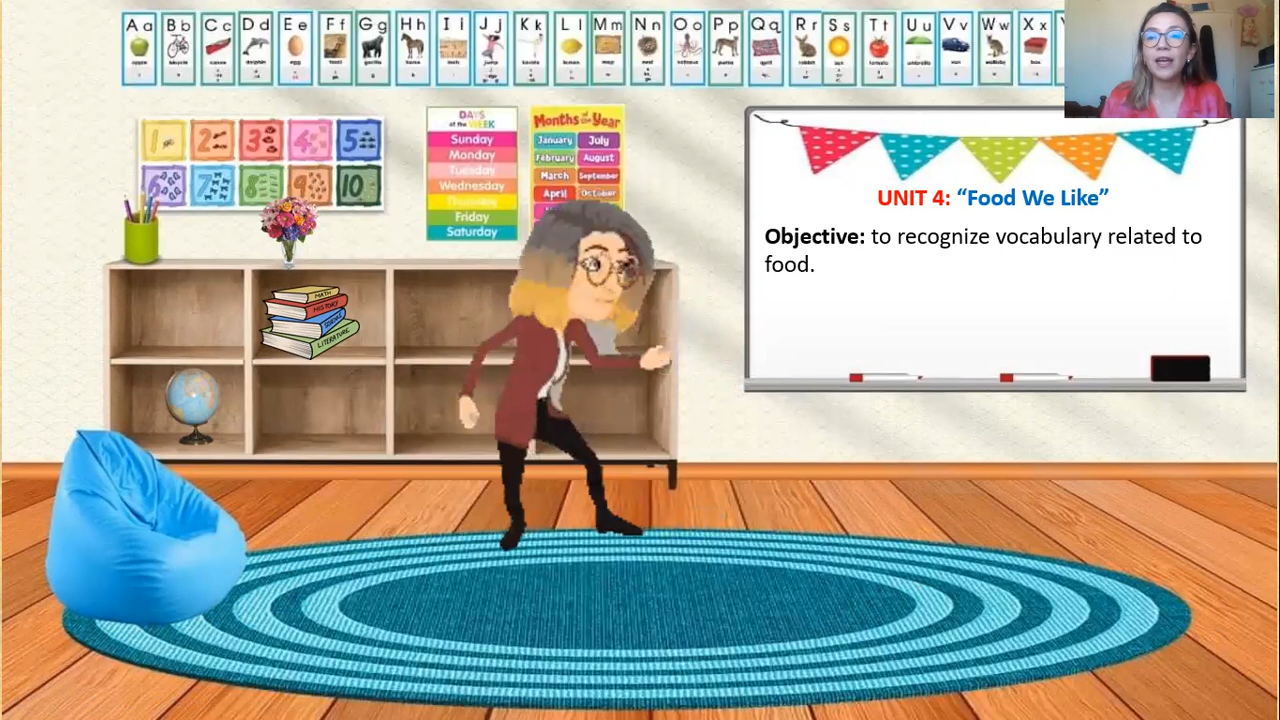 Aa Bb Cc Dd Ee Ff Gg Hh Ii Jj Kk Ll Mm Nn Oo Pp Qq Rr Ss Tt Uu Vv Ww Xx
1 2 3 4 5
6 7 8 9 10
DAYS
of the WEEK
Sunday
Monday
Tuesday
Wednesday
Thursday
Friday
Saturday
Months of the Year
January July
February August
March September
April October
MATH
HISTORY
LITERATURE
UNIT 4: “Food We Like”
Objective: to recognize vocabulary related to
food.